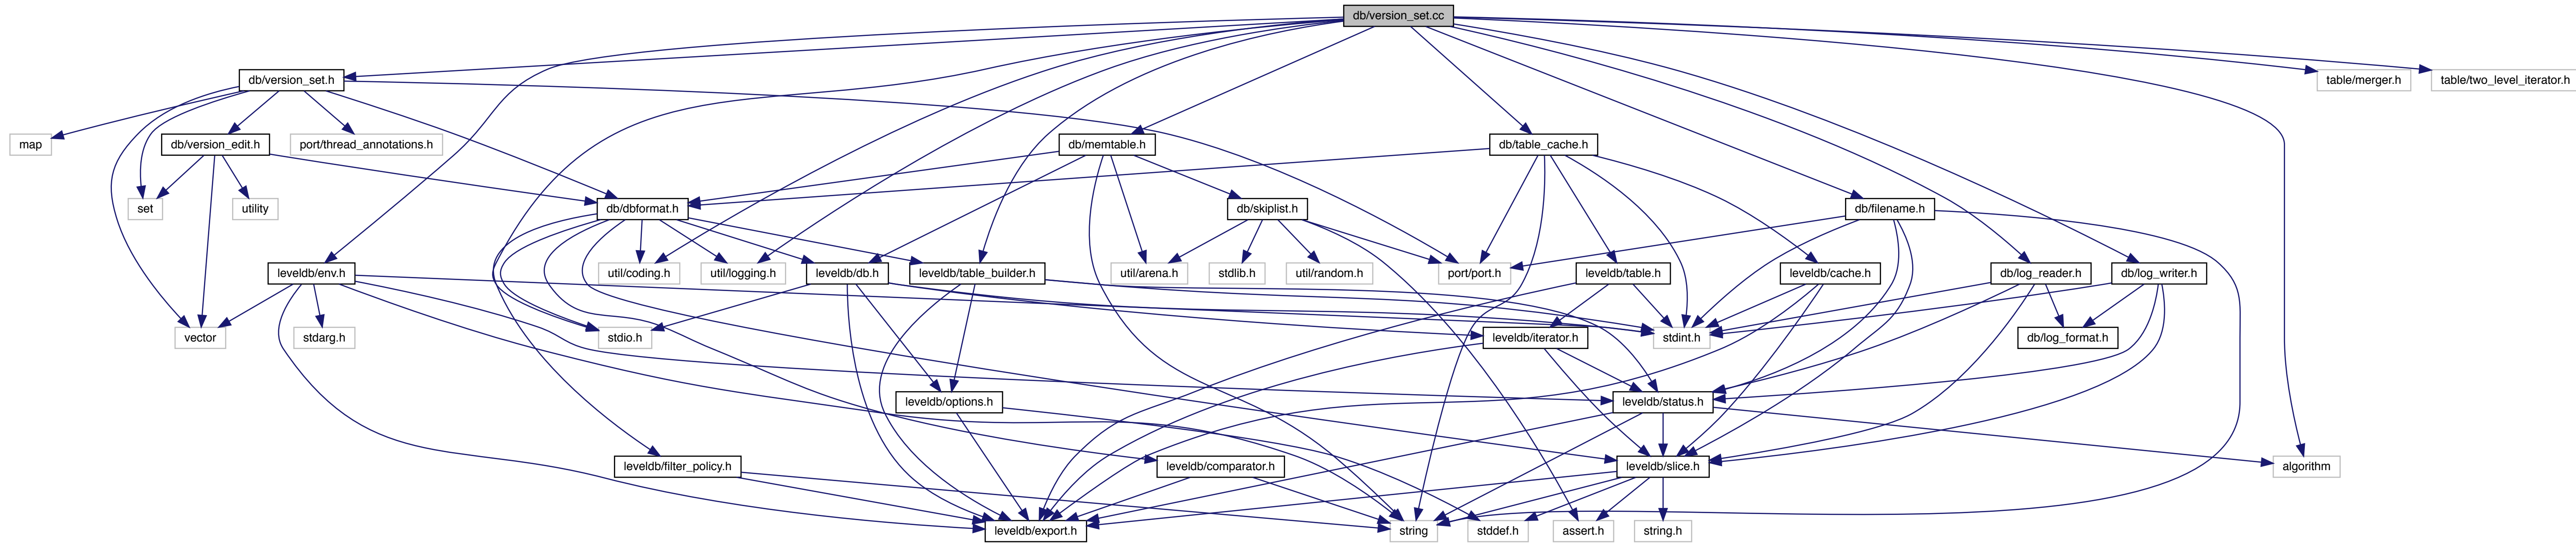 db/version_set.cc
db/version_set.h
table/merger.h
table/two_level_iterator.h
map
db/version_edit.h
port/thread_annotations.h
db/memtable.h
db/table_cache.h
set
utility
db/dbformat.h
db/skiplist.h
db/filename.h
leveldb/env.h
util/coding.h
util/logging.h
leveldb/db.h
leveldb/table_builder.h
util/arena.h
stdlib.h
util/random.h
port/port.h
leveldb/table.h
leveldb/cache.h
db/log_reader.h
db/log_writer.h
vector
stdarg.h
stdio.h
leveldb/iterator.h
stdint.h
db/log_format.h
leveldb/options.h
leveldb/status.h
leveldb/filter_policy.h
leveldb/comparator.h
leveldb/slice.h
algorithm
leveldb/export.h
string
stddef.h
assert.h
string.h